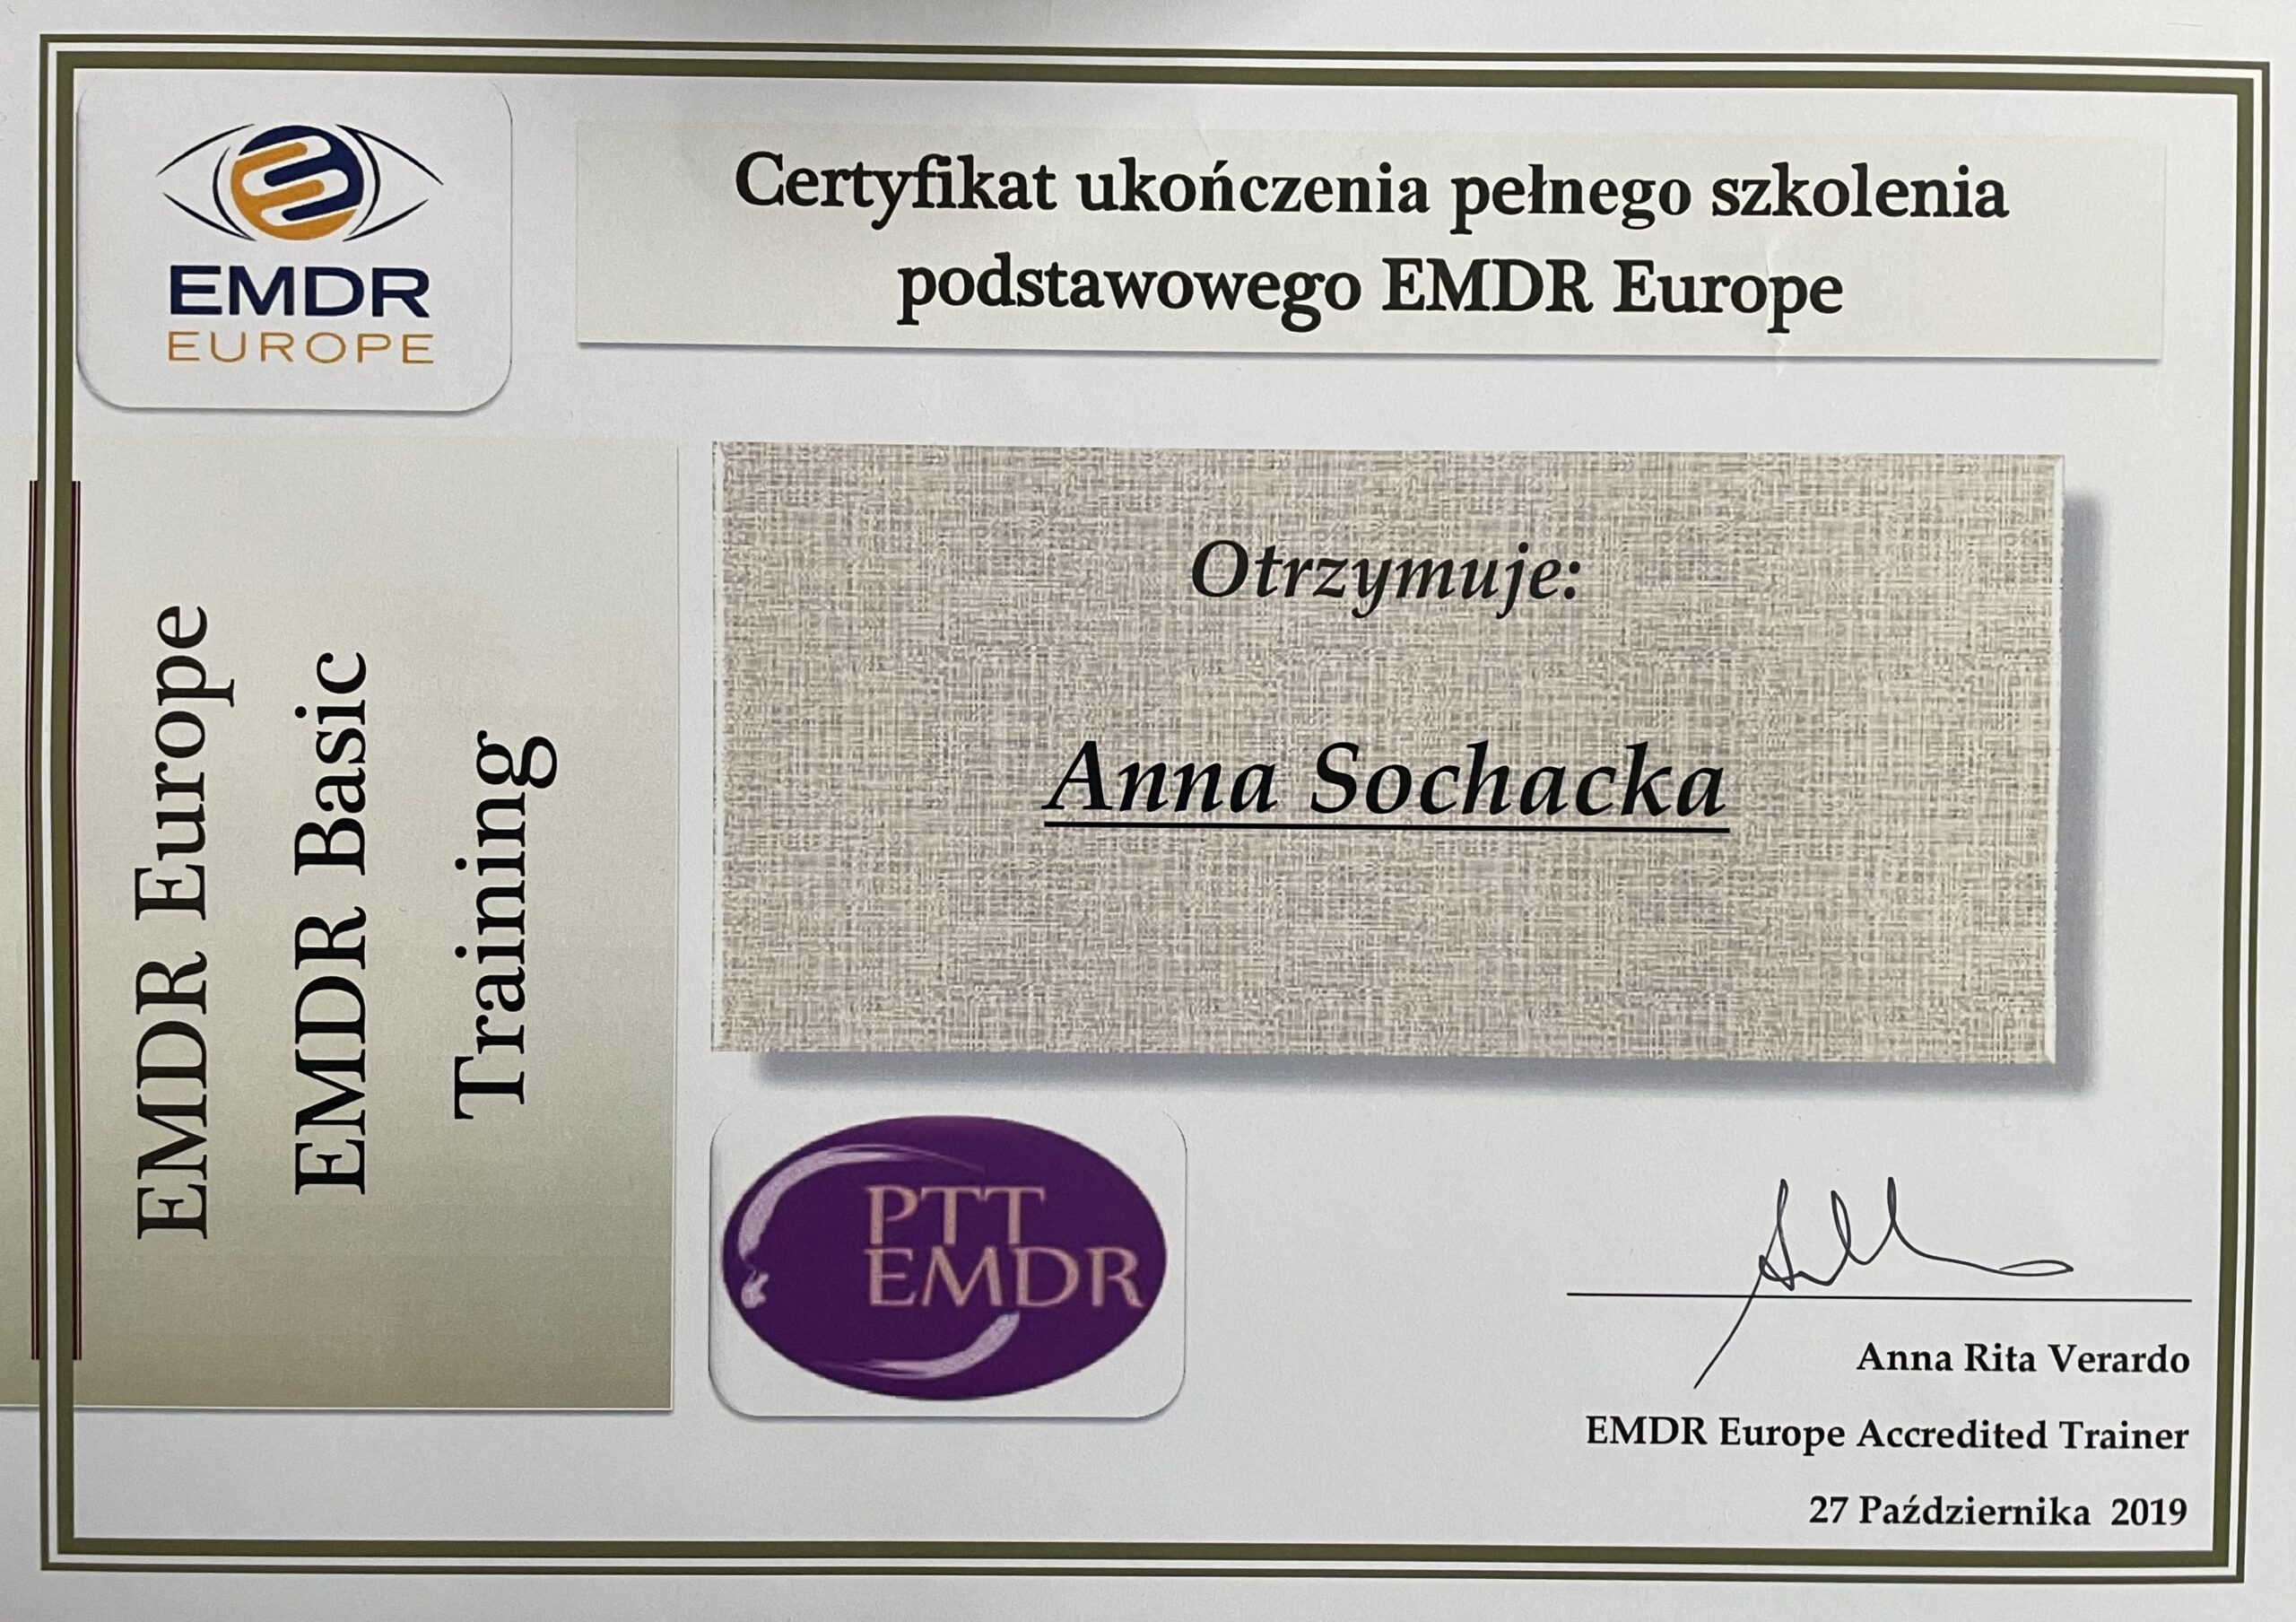 EMDR
EUROPE
Certyfikat ukończenia pełnego szkolenia
podstawowego EMDR Europe
EMDR Europe
EMDR Basic
Training
Otrzymuje:
Anna Sochacka
PTT
EMDR
Anna Rita Verardo
EMDR Europe Accredited Trainer
27 Października 2019